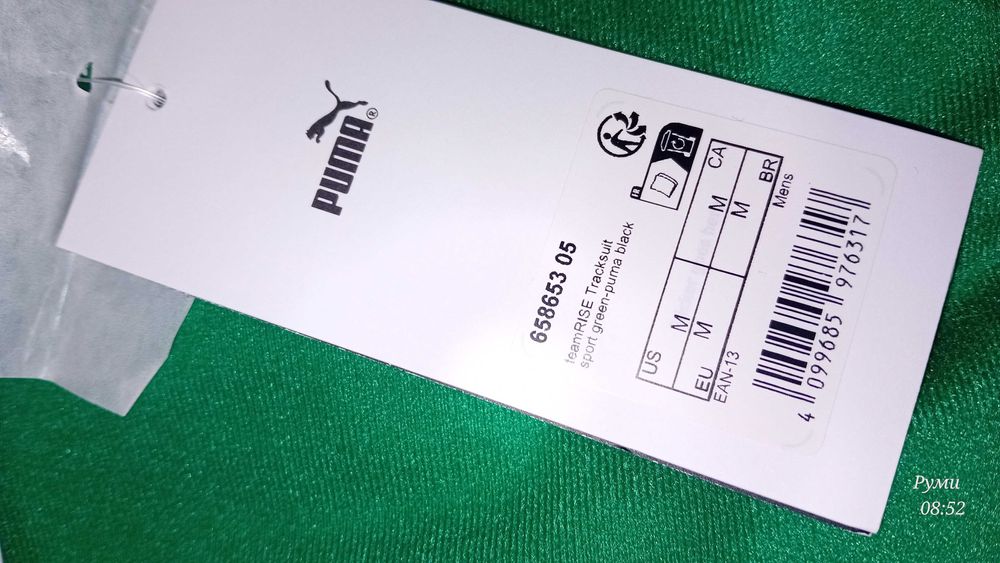 PUMA®
658653 05
teamRISE Tracksuit
sport green-puma black
FR
US M M CA
EU M M BR
EAN-13 Mens
4 099685 976317
Руми
08:52